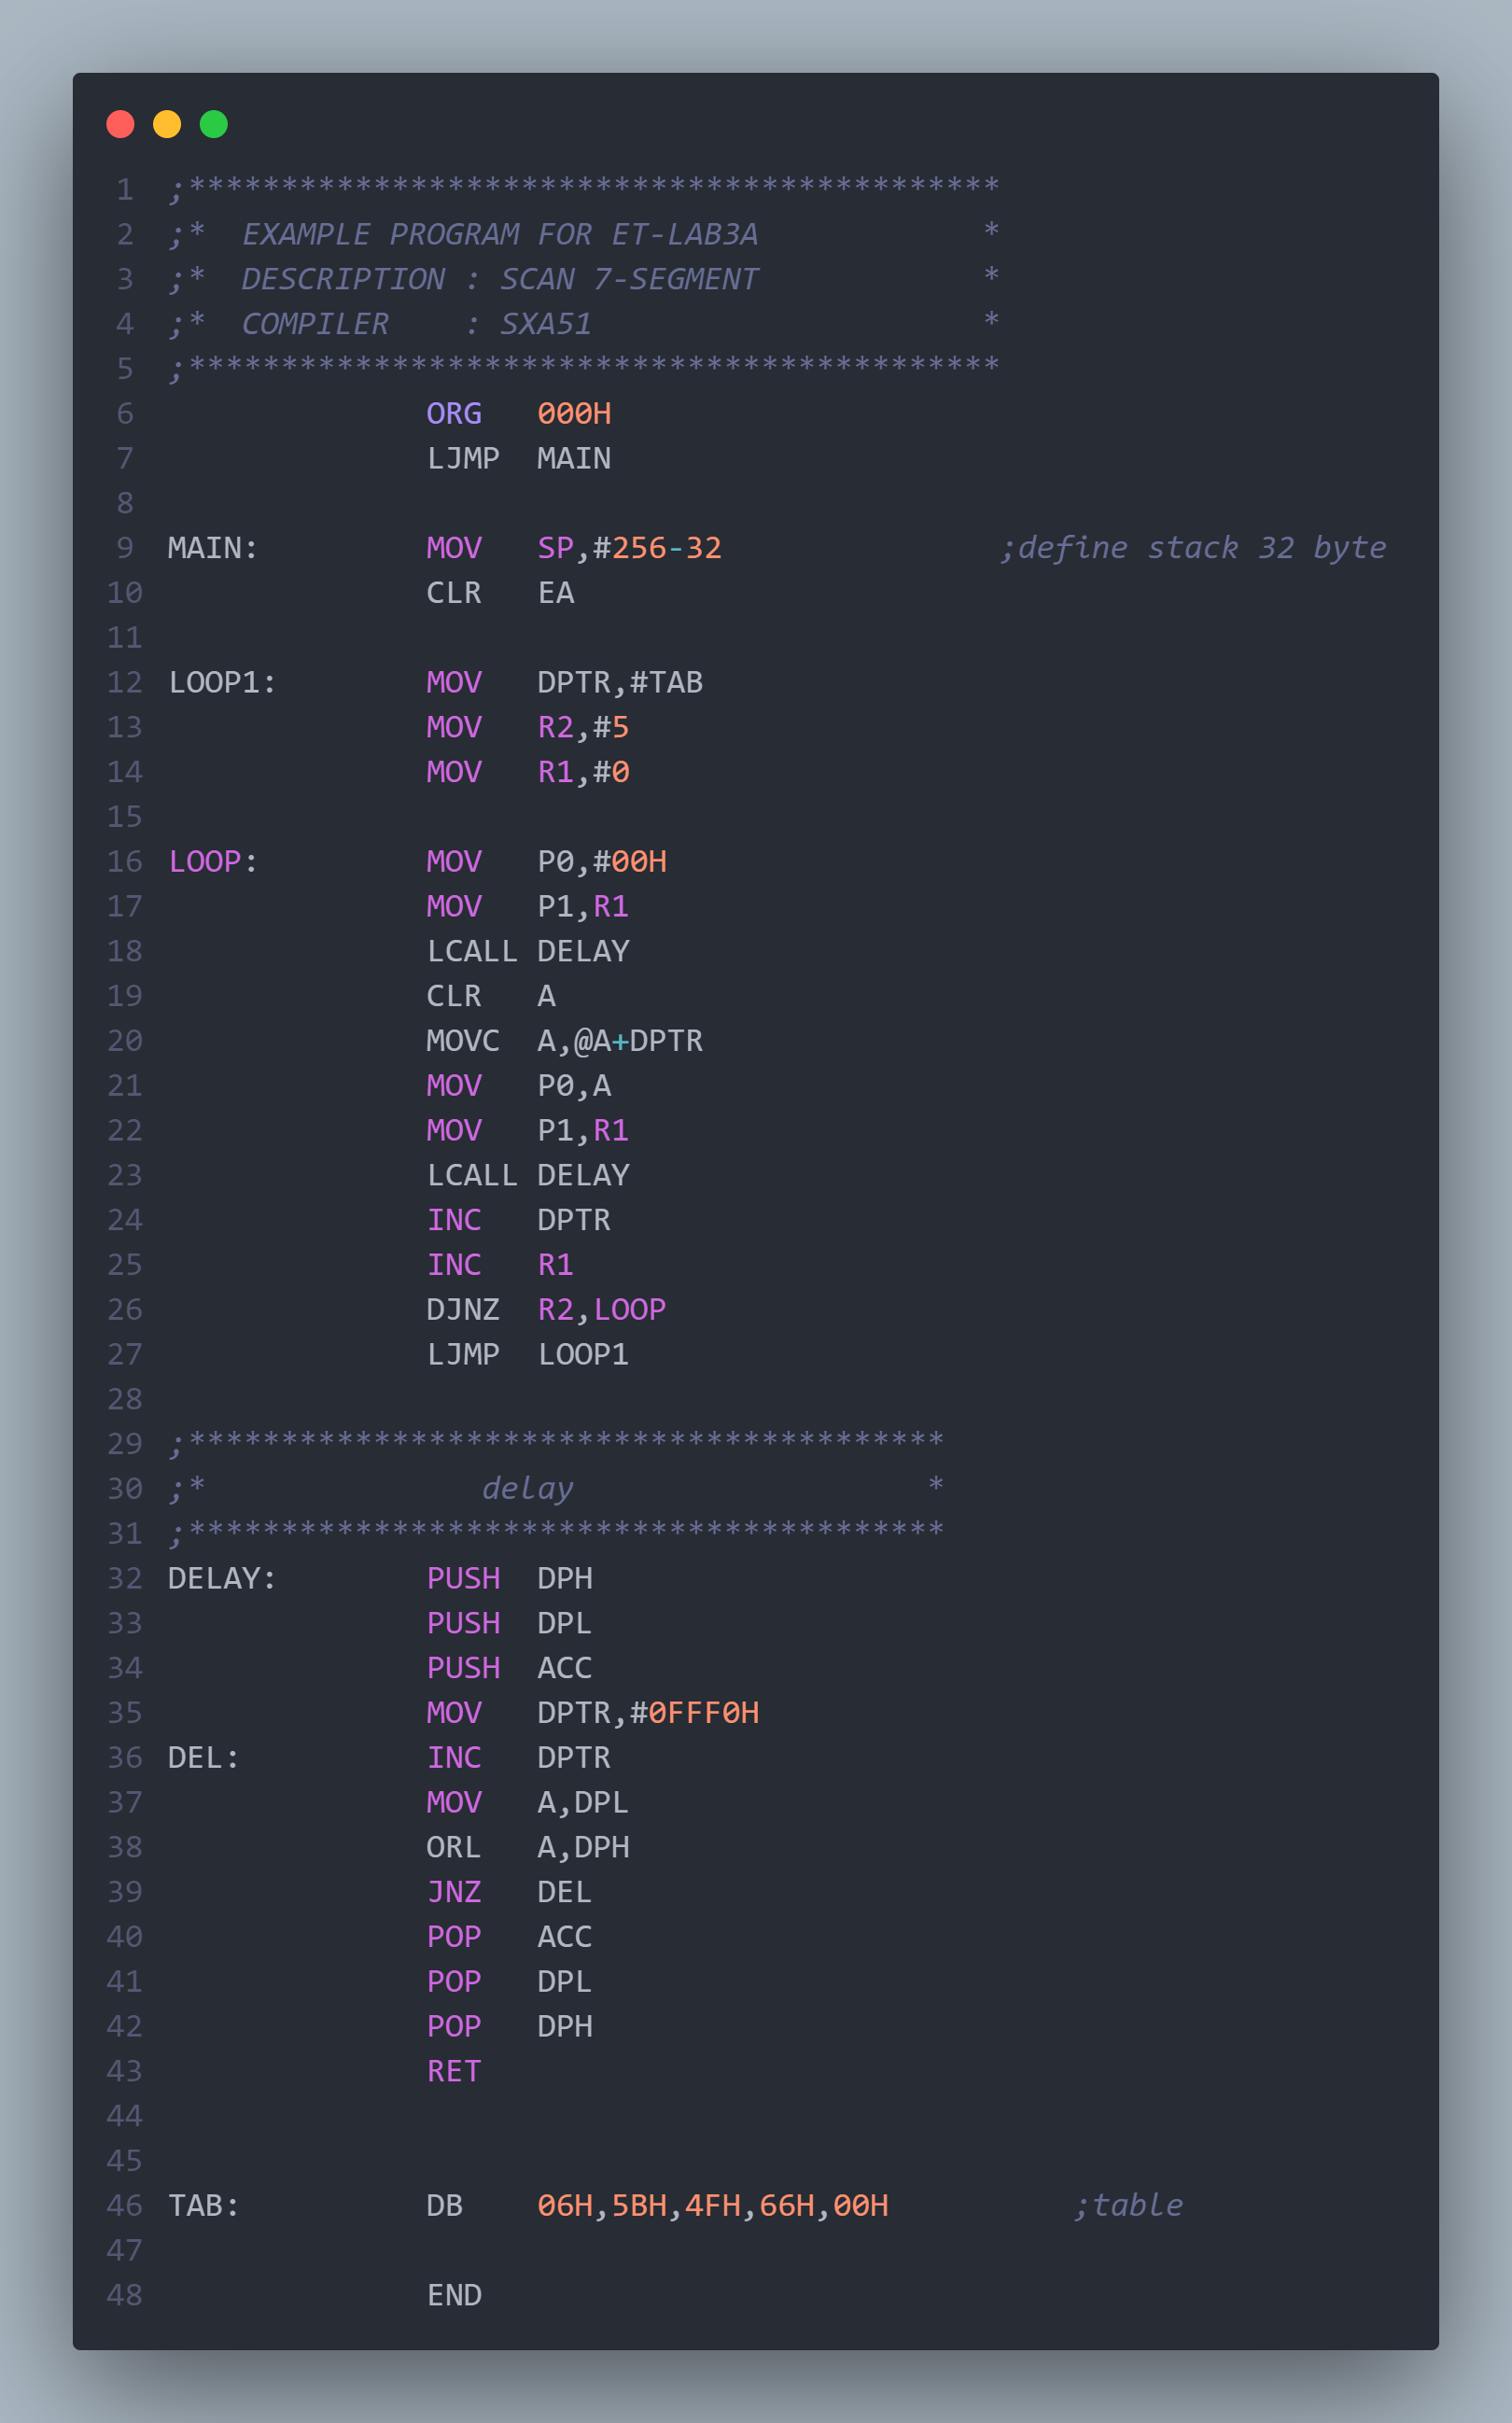 1 ;********************************************
2 ;*  EXAMPLE PROGRAM FOR ET-LAB3A            *
3 ;*  DESCRIPTION : SCAN 7-SEGMENT            *
4 ;*  COMPILER    : SXA51                     *
5 ;********************************************
6               ORG   000H
7               LJMP  MAIN
8
9 MAIN:         MOV   SP,#256-32               ;define stack 32 byte
10               CLR   EA
11
12 LOOP1:        MOV   DPTR,#TAB
13               MOV   R2,#5
14               MOV   R1,#0
15
16 LOOP:         MOV   P0,#00H
17               MOV   P1,R1
18               LCALL DELAY
19               CLR   A
20               MOVC  A,@A+DPTR
21               MOV   P0,A
22               MOV   P1,R1
23               LCALL DELAY
24               INC   DPTR
25               INC   R1
26               DJNZ  R2,LOOP
27               LJMP  LOOP1
28
29 ;*****************************************
30 ;*               delay                   *
31 ;*****************************************
32 DELAY:        PUSH  DPH
33               PUSH  DPL
34               PUSH  ACC
35               MOV   DPTR,#0FFF0H
36 DEL:          INC   DPTR
37               MOV   A,DPL
38               ORL   A,DPH
39               JNZ   DEL
40               POP   ACC
41               POP   DPL
42               POP   DPH
43               RET
44
45
46 TAB:          DB    06H,5BH,4FH,66H,00H          ;table
47
48               END